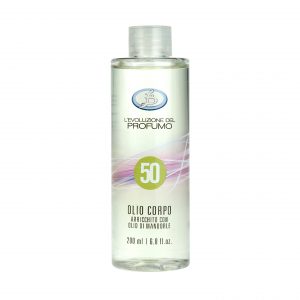 L'EVOLUZIONE DEL
PROFUMO
50
OLIO CORPO
ARRICCHITO CON
OLIO DI MANDORLE
200 ml | 6.8 fl.oz.